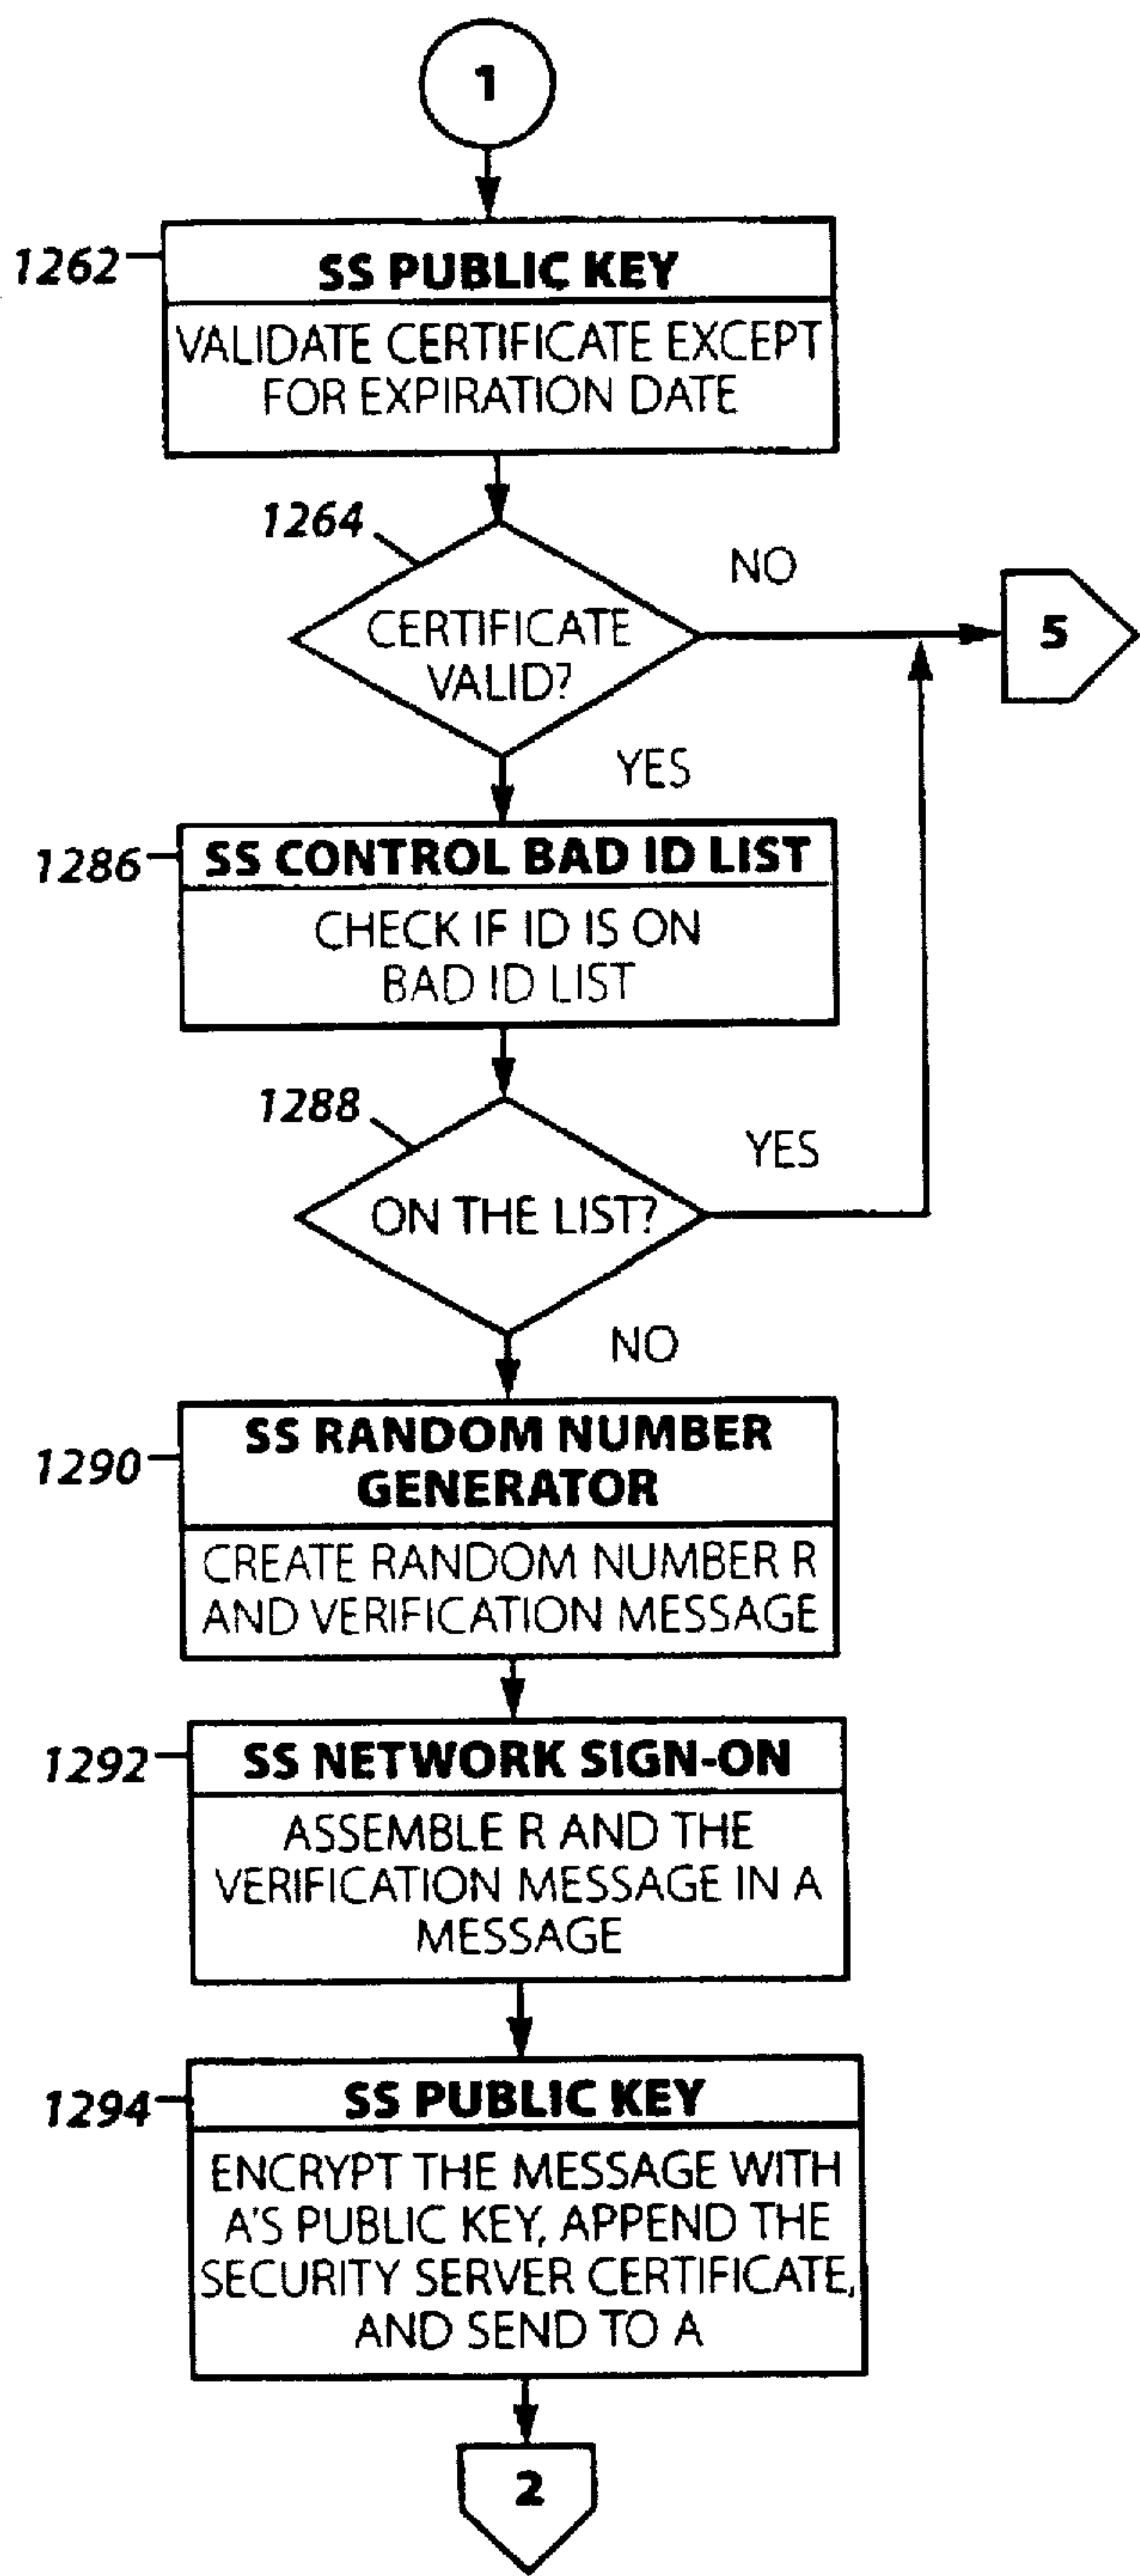 1
1262
SS PUBLIC KEY
VALIDATE CERTIFICATE EXCEPT
FOR EXPIRATION DATE
1264
NO
CERTIFICATE
VALID?
5
YES
1286
SS CONTROL BAD ID LIST
CHECK IF ID IS ON
BAD ID LIST
1288
YES
ON THE LIST?
NO
1290
SS RANDOM NUMBER
GENERATOR
CREATE RANDOM NUMBER R
AND VERIFICATION MESSAGE
1292
SS NETWORK SIGN-ON
ASSEMBLE R AND THE
VERIFICATION MESSAGE IN A
MESSAGE
1294
SS PUBLIC KEY
ENCRYPT THE MESSAGE WITH
A'S PUBLIC KEY, APPEND THE
SECURITY SERVER CERTIFICATE,
AND SEND TO A
2